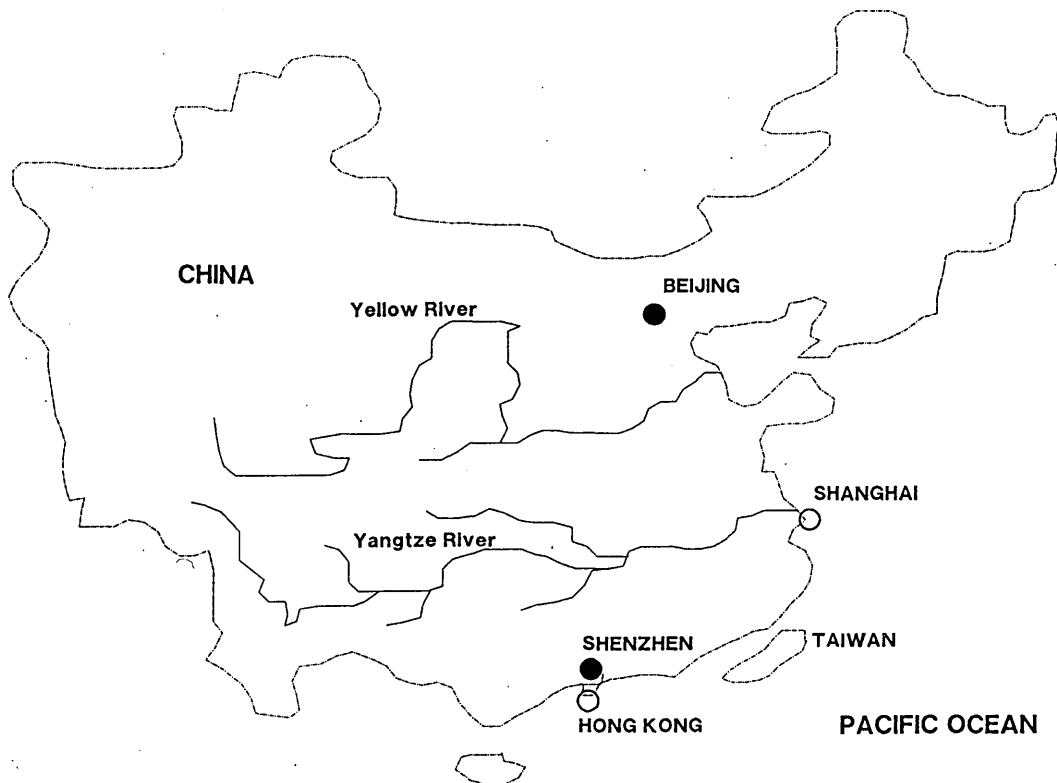 CHINA
BEIJING
Yellow River
SHANGHAI
Yangtze River
SHENZHEN
TAIWAN
HONG KONG
PACIFIC OCEAN